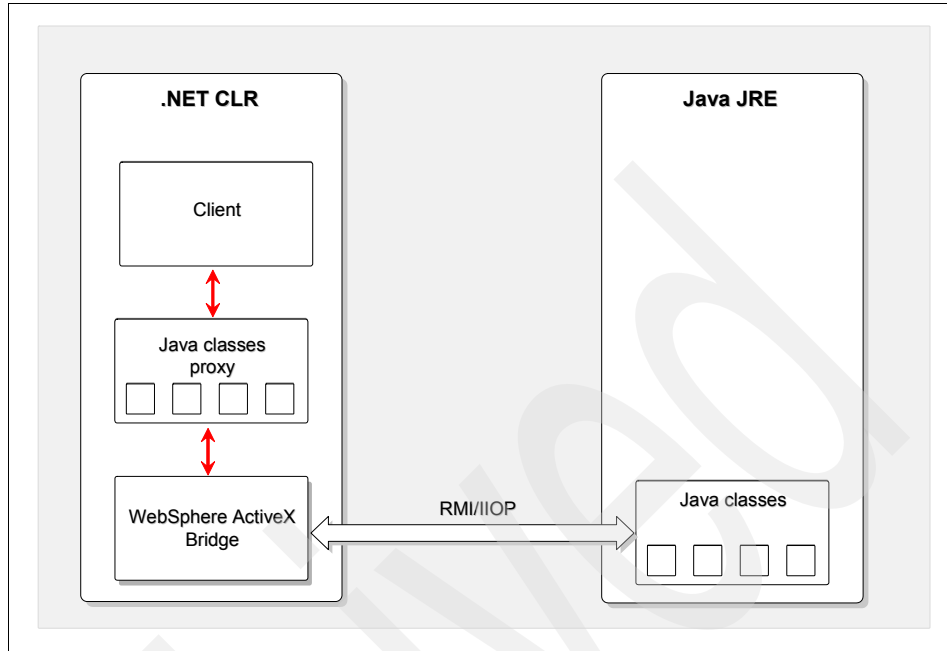 .NET CLR
Java JRE
Client
Java classes
proxy
WebSphere ActiveX
Bridge
RMI/IIOP
Java classes